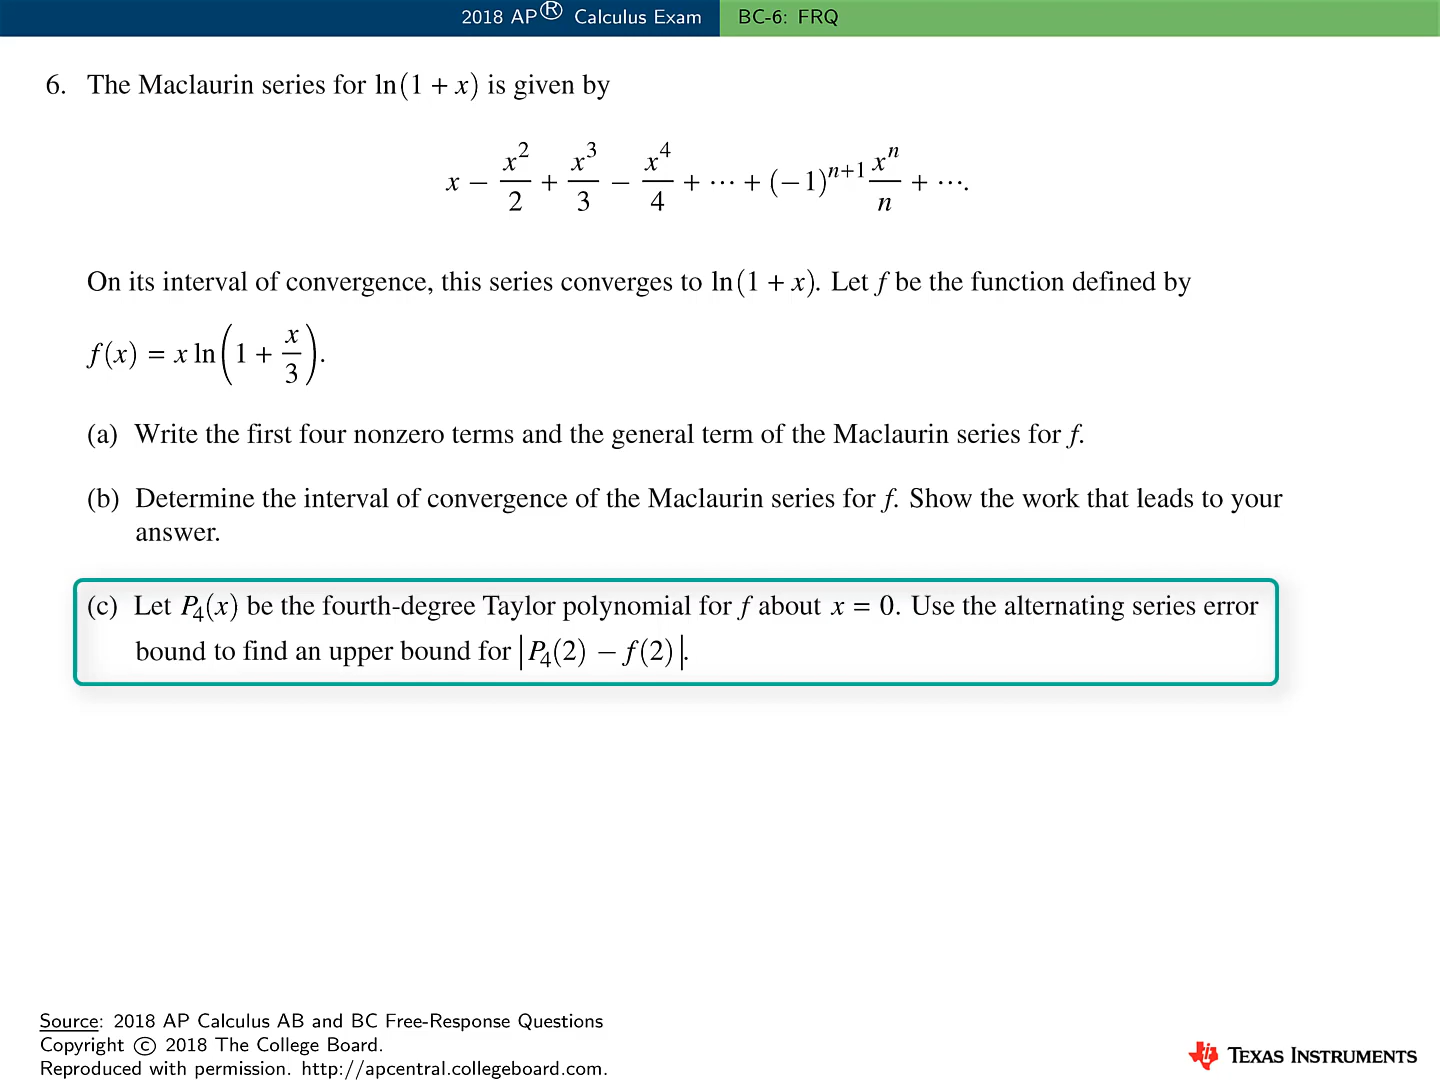 2018 AP® Calculus Exam BC-6: FRQ
6. The Maclaurin series for ln(1 + x) is given by
x − x²/2 + x³/3 − x⁴/4 + ⋯ + (−1)ⁿ⁺¹ xⁿ/n + ⋯.
On its interval of convergence, this series converges to ln(1 + x). Let f be the function defined by
f(x) = x ln(1 + x/3).
(a) Write the first four nonzero terms and the general term of the Maclaurin series for f.
(b) Determine the interval of convergence of the Maclaurin series for f. Show the work that leads to your
answer.
(c) Let P₄(x) be the fourth-degree Taylor polynomial for f about x = 0. Use the alternating series error
bound to find an upper bound for |P₄(2) − f(2)|.
Source: 2018 AP Calculus AB and BC Free-Response Questions
Copyright © 2018 The College Board.
Reproduced with permission. http://apcentral.collegeboard.com.
TEXAS INSTRUMENTS